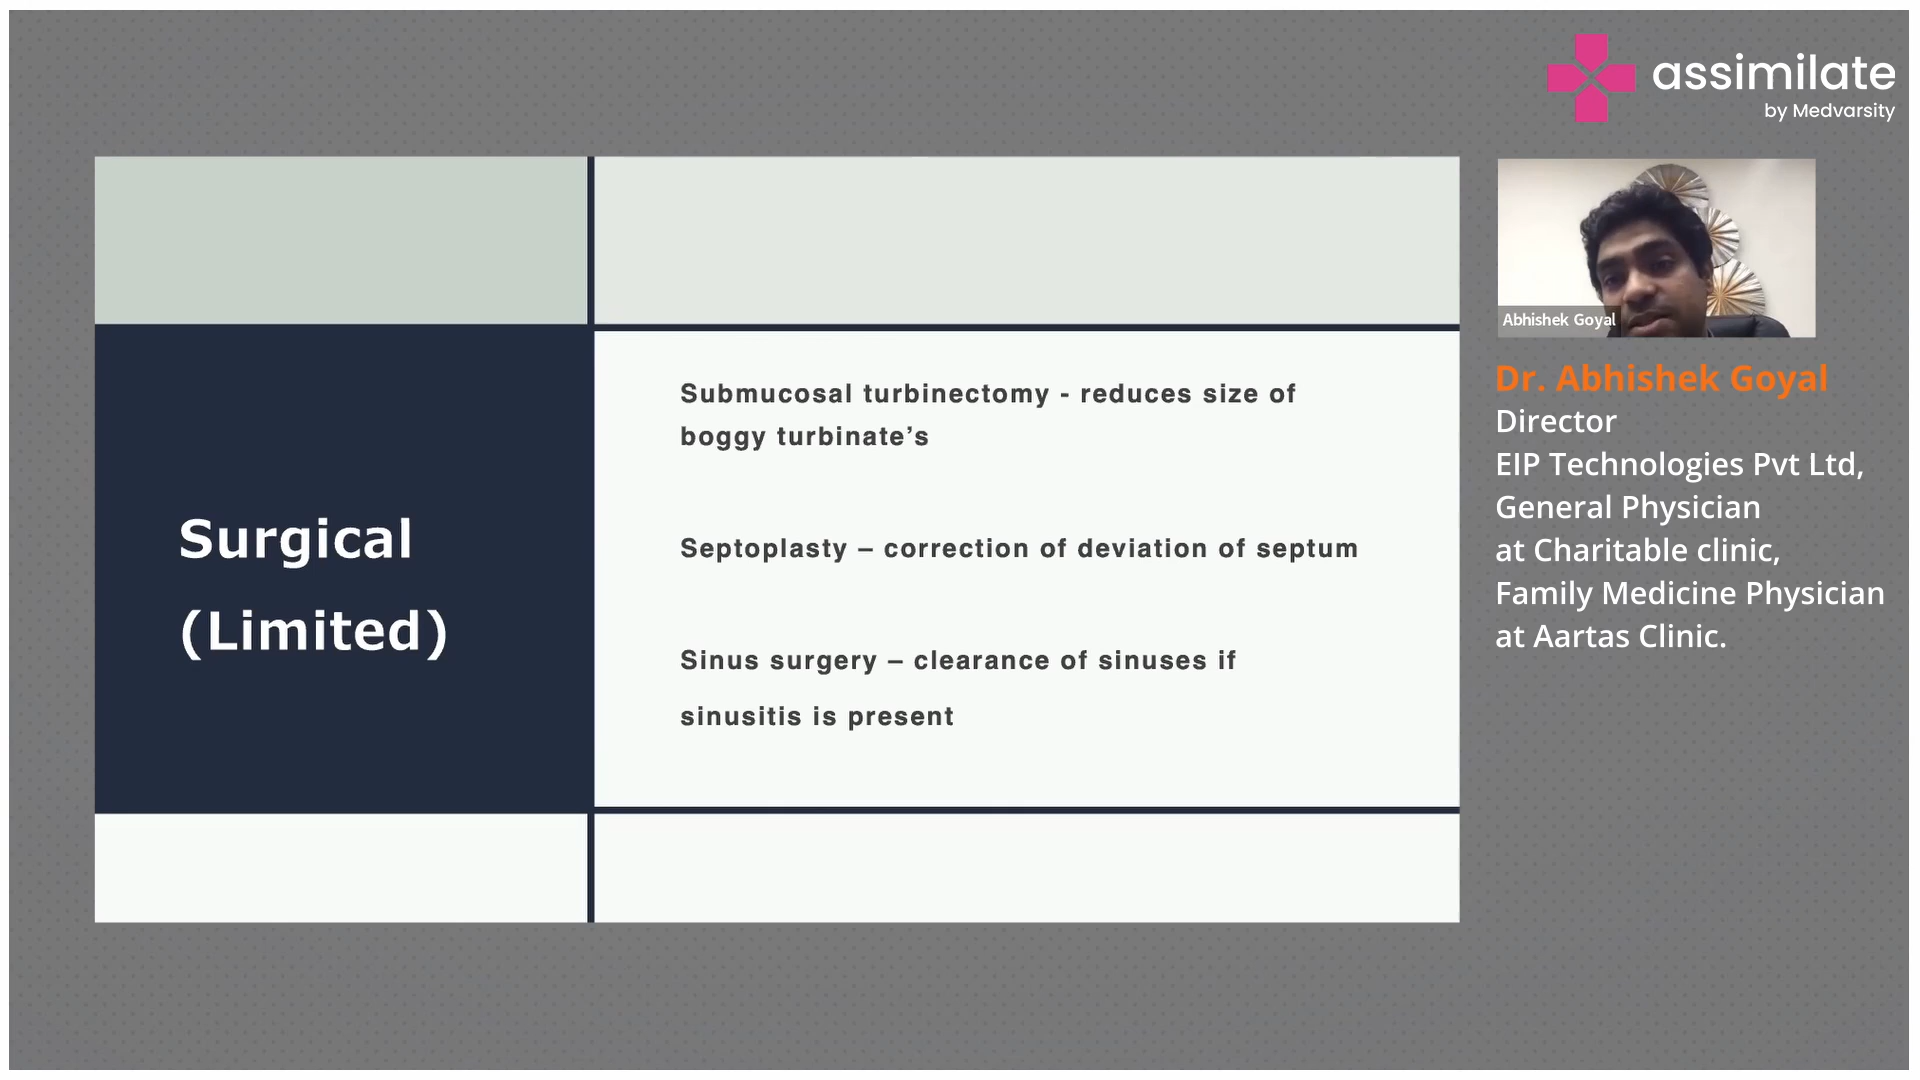 assimilate
by Medvarsity
Surgical
(Limited)
Submucosal turbinectomy - reduces size of
boggy turbinate’s
Septoplasty – correction of deviation of septum
Sinus surgery – clearance of sinuses if
sinusitis is present
Abhishek Goyal
Dr. Abhishek Goyal
Director
EIP Technologies Pvt Ltd,
General Physician
at Charitable clinic,
Family Medicine Physician
at Aartas Clinic.